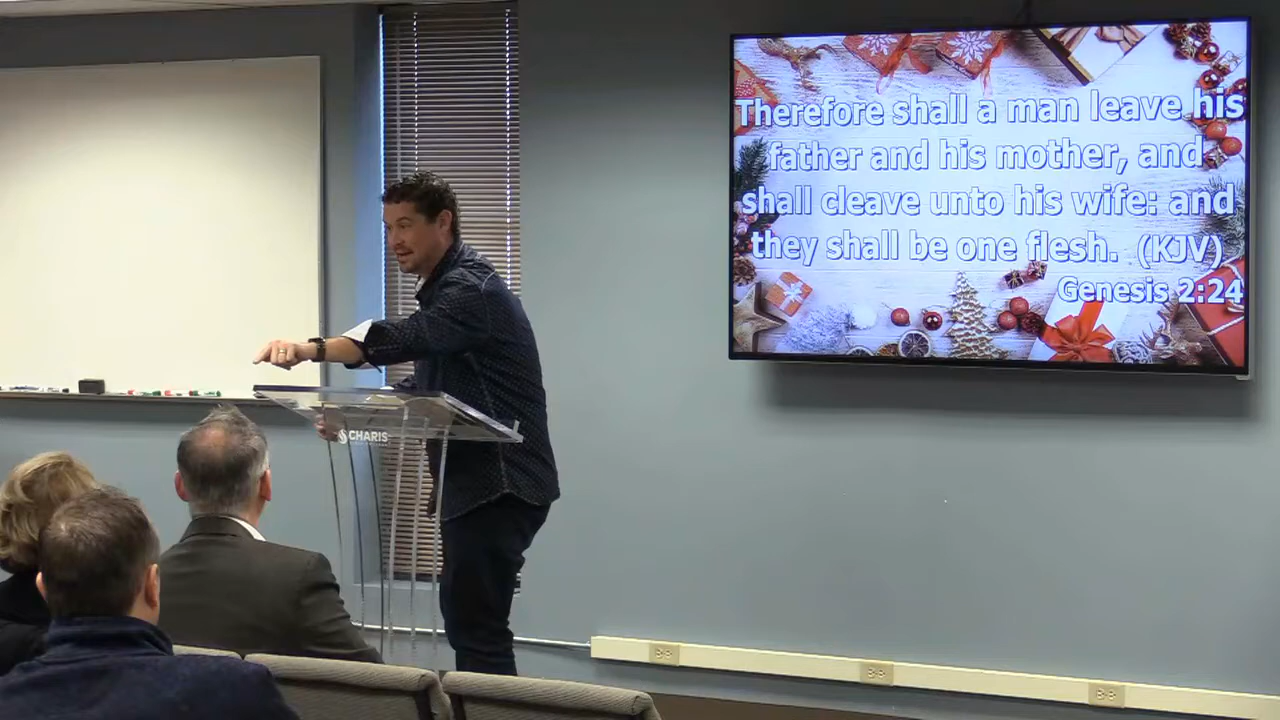 Therefore shall a man leave his
father and his mother, and
shall cleave unto his wife: and
they shall be one flesh. (KJV)
Genesis 2:24
CHARIS